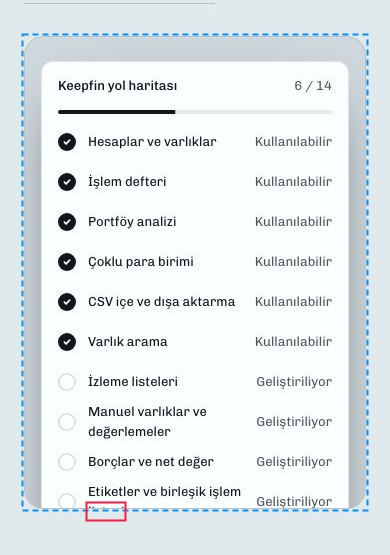 Keepfin yol haritası
6 / 14
Hesaplar ve varlıklar Kullanılabilir
İşlem defteri Kullanılabilir
Portföy analizi Kullanılabilir
Çoklu para birimi Kullanılabilir
CSV içe ve dışa aktarma Kullanılabilir
Varlık arama Kullanılabilir
İzleme listeleri Geliştiriliyor
Manuel varlıklar ve
değerlemeler Geliştiriliyor
Borçlar ve net değer Geliştiriliyor
Etiketler ve birleşik işlem Geliştiriliyor